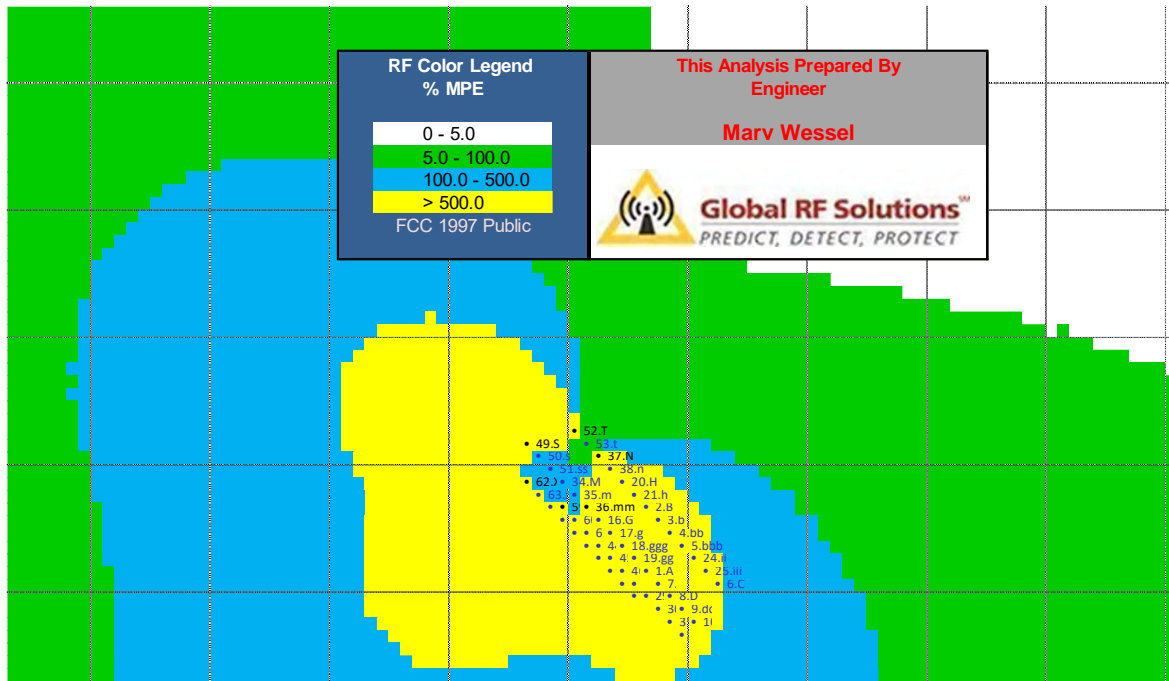 RF Color Legend
% MPE
0 - 5.0
5.0 - 100.0
100.0 - 500.0
> 500.0
FCC 1997 Public
This Analysis Prepared By
Engineer
Marv Wessel
Global RF Solutions SM
PREDICT, DETECT, PROTECT
52.T
49.S 53.t
37.N
51.ss 38.n
34.M 20.H
35.m 21.h
36.mm 2.B
16.G 3.b
17.g 4.bb
18.ggg 5.bbb
19.gg
1.A 25.iii
6.C
8.D